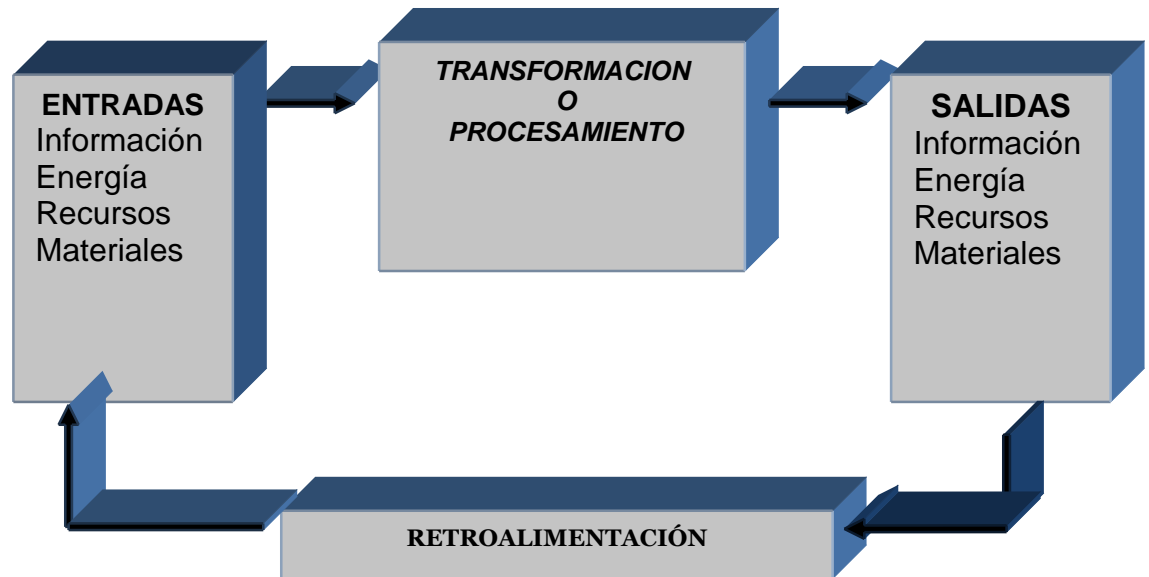 ENTRADAS
Información
Energía
Recursos
Materiales
TRANSFORMACION
O
PROCESAMIENTO
SALIDAS
Información
Energía
Recursos
Materiales
RETROALIMENTACIÓN